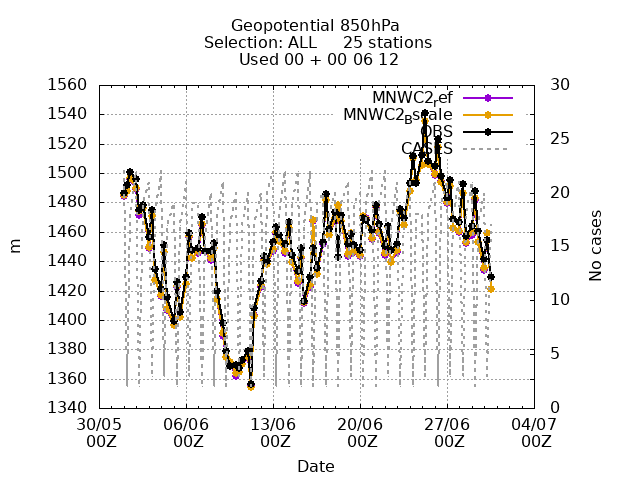 Geopotential 850hPa
Selection: ALL 25 stations
Used 00 + 00 06 12
MNWC2ref
MNWC2Bscale
OBS
CASES
1560
1540
1520
1500
1480
1460
1440
1420
1400
1380
1360
1340
m
30
25
20
15
10
5
0
No cases
30/05 06/06 13/06 20/06 27/06 04/07
00Z 00Z 00Z 00Z 00Z 00Z
Date